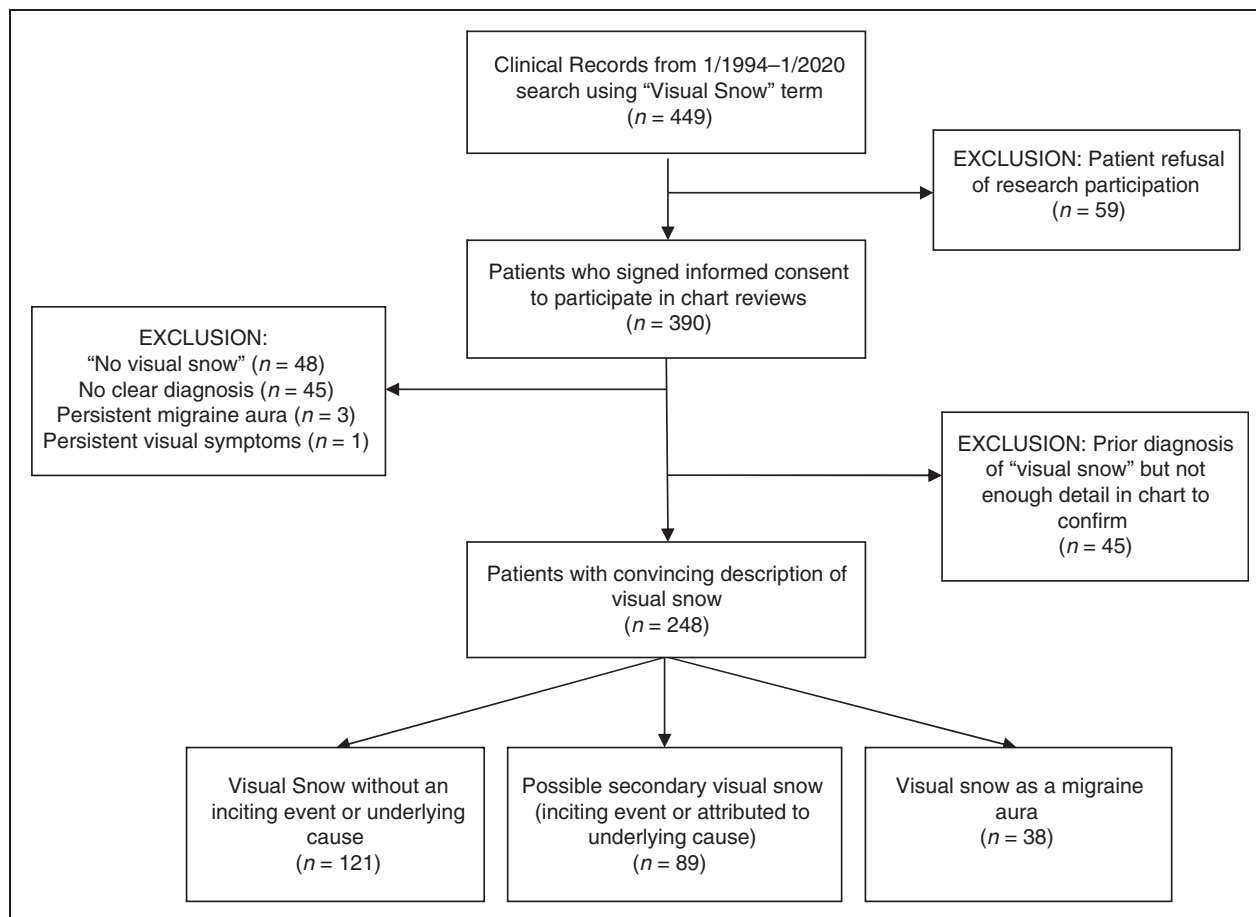 Clinical Records from 1/1994–1/2020
search using “Visual Snow” term
(n = 449)
EXCLUSION: Patient refusal
of research participation
(n = 59)
Patients who signed informed consent
to participate in chart reviews
(n = 390)
EXCLUSION:
“No visual snow” (n = 48)
No clear diagnosis (n = 45)
Persistent migraine aura (n = 3)
Persistent visual symptoms (n = 1)
EXCLUSION: Prior diagnosis
of “visual snow” but not
enough detail in chart to
confirm
(n = 45)
Patients with convincing description of
visual snow
(n = 248)
Visual Snow without an
inciting event or underlying
cause
(n = 121)
Possible secondary visual snow
(inciting event or attributed to
underlying cause)
(n = 89)
Visual snow as a migraine
aura
(n = 38)